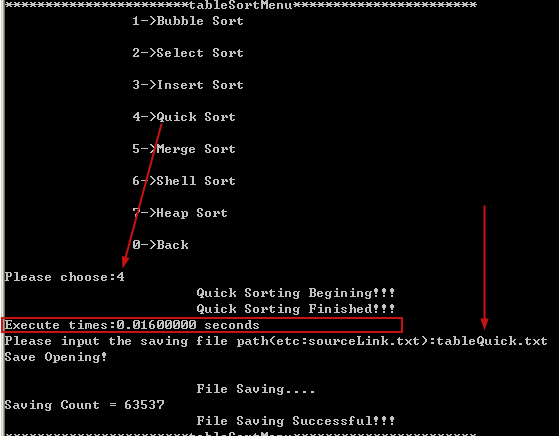 ***********************tableSortMenu***********************
1->Bubble Sort
2->Select Sort
3->Insert Sort
4->Quick Sort
5->Merge Sort
6->Shell Sort
7->Heap Sort
0->Back
Please choose:4
Quick Sorting Begining!!!
Quick Sorting Finished!!!
Execute times:0.01600000 seconds
Please input the saving file path(etc:sourceLink.txt):tableQuick.txt
Save Opening!
File Saving....
Saving Count = 63537
File Saving Successful!!!
***********************tableSortMenu***********************